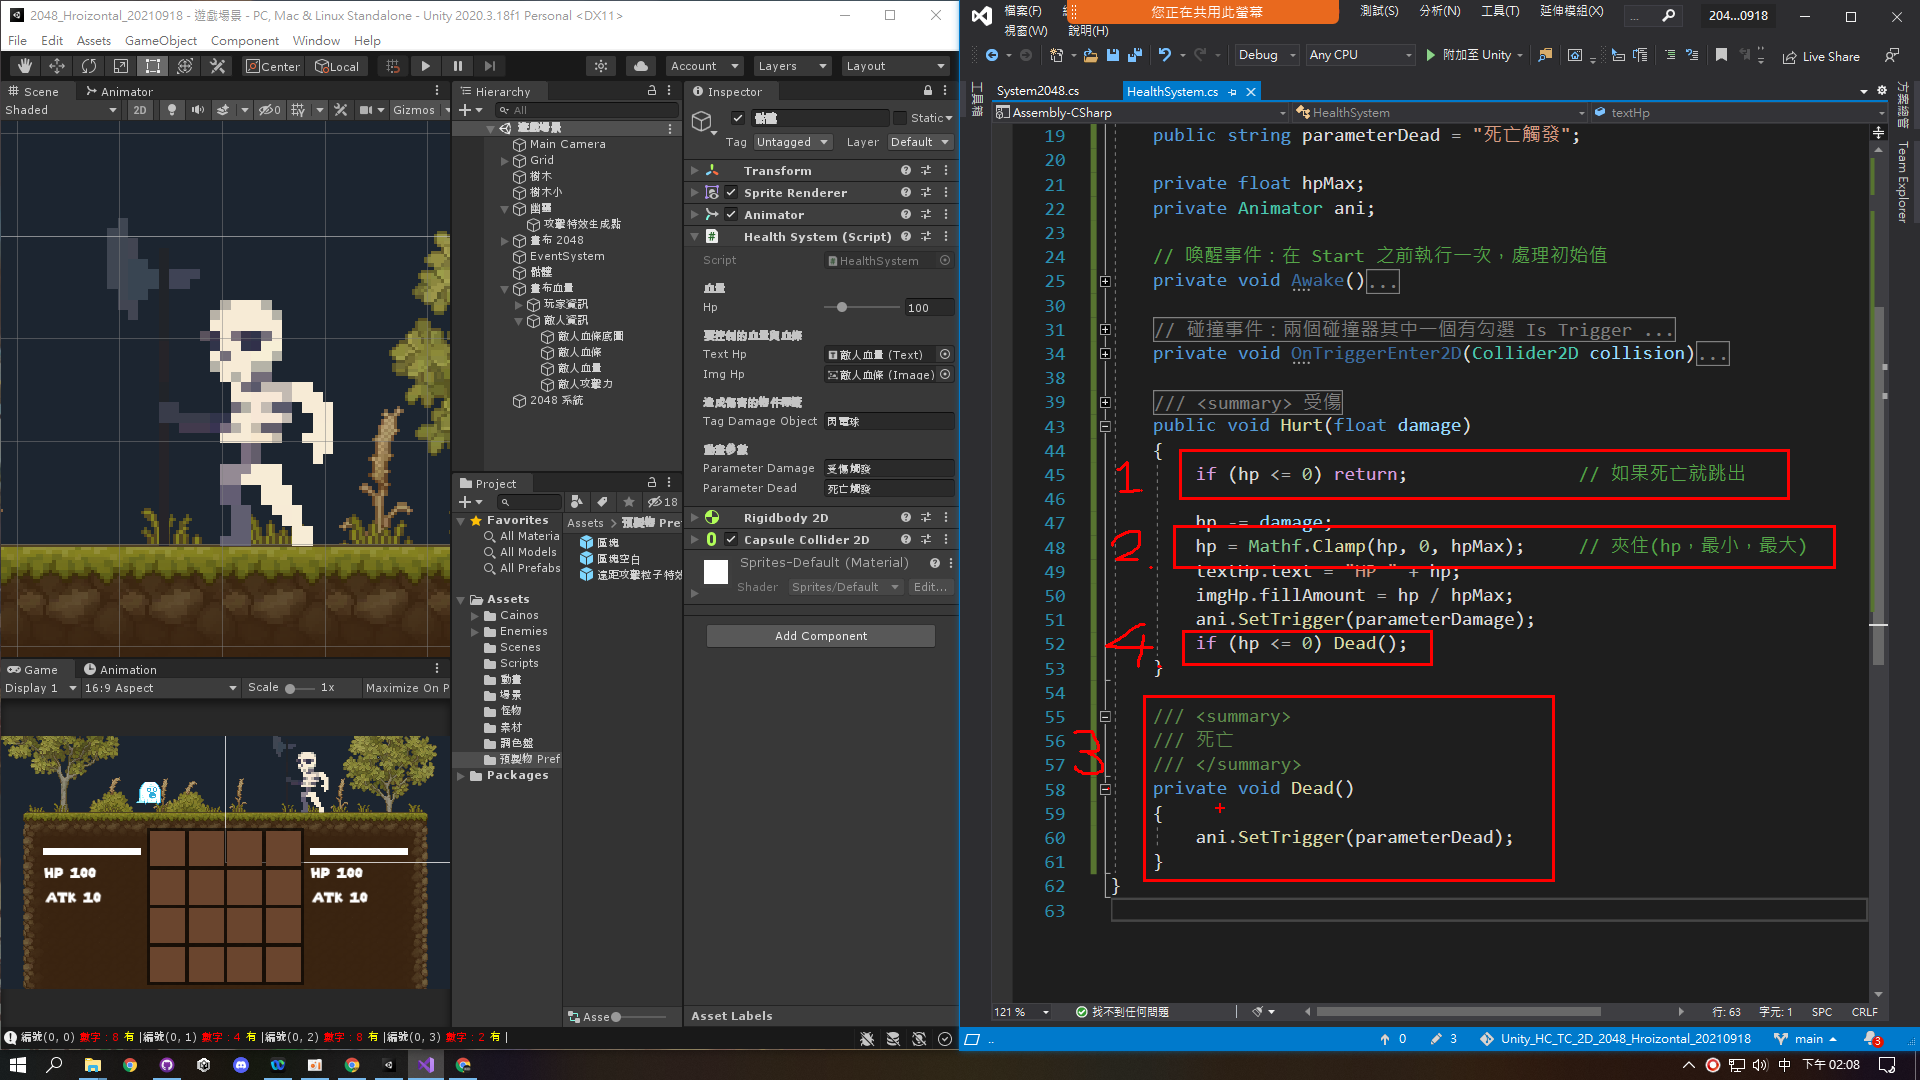 2048_Hroizontal_20210918 - 遊戲場景 - PC, Mac & Linux Standalone - Unity 2020.3.18f1 Personal <DX11>
File Edit Assets GameObject Component Window Help
Center Local
Account Layers Layout
Scene Animator
Shaded 2D 0 Gizmos
Hierarchy
All
遊戲場景
Main Camera
Grid
樹木
樹木小
幽靈
攻擊特效生成點
畫布 2048
EventSystem
骷髏
畫布血量
玩家資訊
敵人資訊
敵人血條底圖
敵人血條
敵人血量
敵人攻擊力
2048 系統
Inspector
骷髏
Static
Tag Untagged Layer Default
Transform
Sprite Renderer
Animator
Health System (Script)
Script HealthSystem
血量
Hp 100
要控制的血量與血條
Text Hp 敵人血量 (Text)
Img Hp 敵人血條 (Image)
造成傷害的物件標籤
Tag Damage Object 閃電球
動畫參數
Parameter Damage 受傷觸發
Parameter Dead 死亡觸發
Rigidbody 2D
Capsule Collider 2D
Sprites-Default (Material)
Shader Sprites/Default Edit...
Add Component
Asset Labels
Project
18
Favorites
All Materia
All Models
All Prefabs
Assets
Cainos
Enemies
Scenes
Scripts
動畫
場景
怪物
素材
調色盤
預製物 Pref
Packages
Assets 預製物 Pre
區塊
區塊空白
遠距攻擊粒子特效
Asse
Game Animation
Display 1 16:9 Aspect Scale 1x Maximize On P
HP 100
ATK 10
HP 100
ATK 10
編號(0, 0) 數字：8 有 |編號(0, 1) 數字：4 有 |編號(0, 2) 數字：8 有 |編號(0, 3) 數字：2 有 |
檔案(F) 您正在共用此螢幕 測試(S) 分析(N) 工具(T) 延伸模組(X)
視窗(W) 說明(H)
204...0918
Debug Any CPU 附加至 Unity Live Share
工具箱
方案總管
Team Explorer
System2048.cs HealthSystem.cs
Assembly-CSharp HealthSystem textHp
19 public string parameterDead = "死亡觸發";
20
21 private float hpMax;
22 private Animator ani;
23
24 // 喚醒事件：在 Start 之前執行一次，處理初始值
25 private void Awake()...
30
31 // 碰撞事件：兩個碰撞器其中一個有勾選 Is Trigger ...
34 private void OnTriggerEnter2D(Collider2D collision)...
38
39 /// <summary> 受傷
43 public void Hurt(float damage)
44 {
1
45 if (hp <= 0) return; // 如果死亡就跳出
46
47 hp -= damage;
2.
48 hp = Mathf.Clamp(hp, 0, hpMax); // 夾住(hp，最小，最大)
49 textHp.text = "HP " + hp;
50 imgHp.fillAmount = hp / hpMax;
51 ani.SetTrigger(parameterDamage);
4
52 if (hp <= 0) Dead();
53 }
54
55 /// <summary>
3
56 /// 死亡
57 /// </summary>
58 private void Dead()
59 {
60 ani.SetTrigger(parameterDead);
61 }
62 }
63
121 % 找不到任何問題 行: 63 字元: 1 SPC CRLF
0 3 Unity_HC_TC_2D_2048_Hroizontal_20210918 main 3
中 下午 02:08